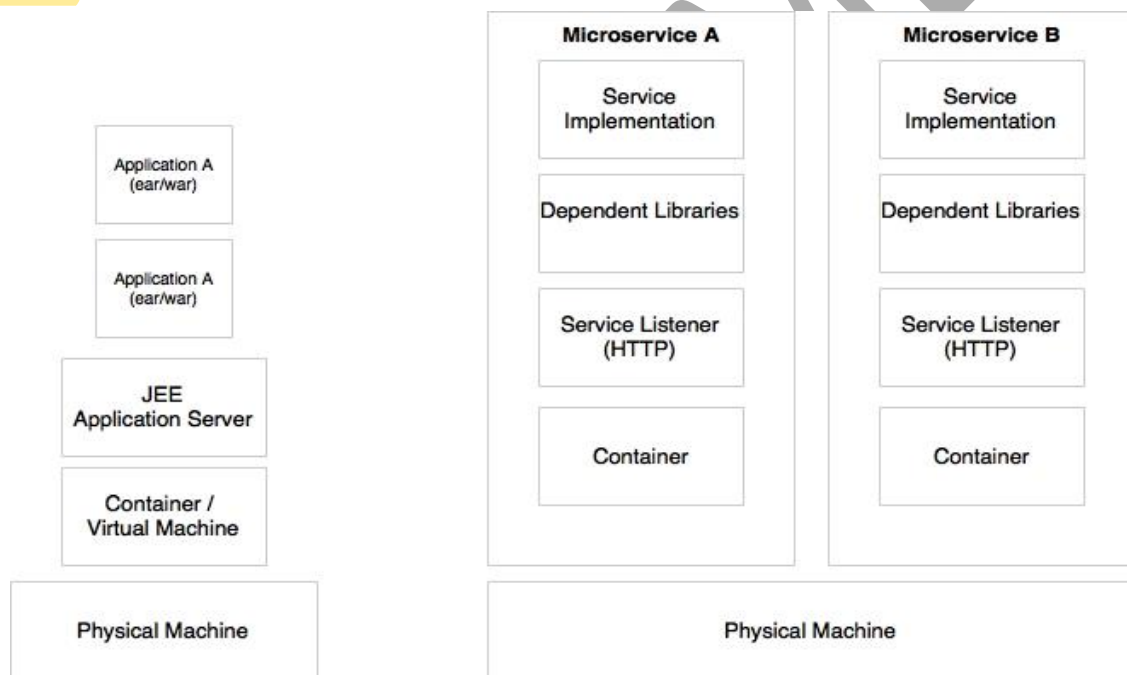 Application A
(ear/war)
Application A
(ear/war)
JEE
Application Server
Container /
Virtual Machine
Physical Machine
Microservice A
Service
Implementation
Dependent Libraries
Service Listener
(HTTP)
Container
Microservice B
Service
Implementation
Dependent Libraries
Service Listener
(HTTP)
Container
Physical Machine